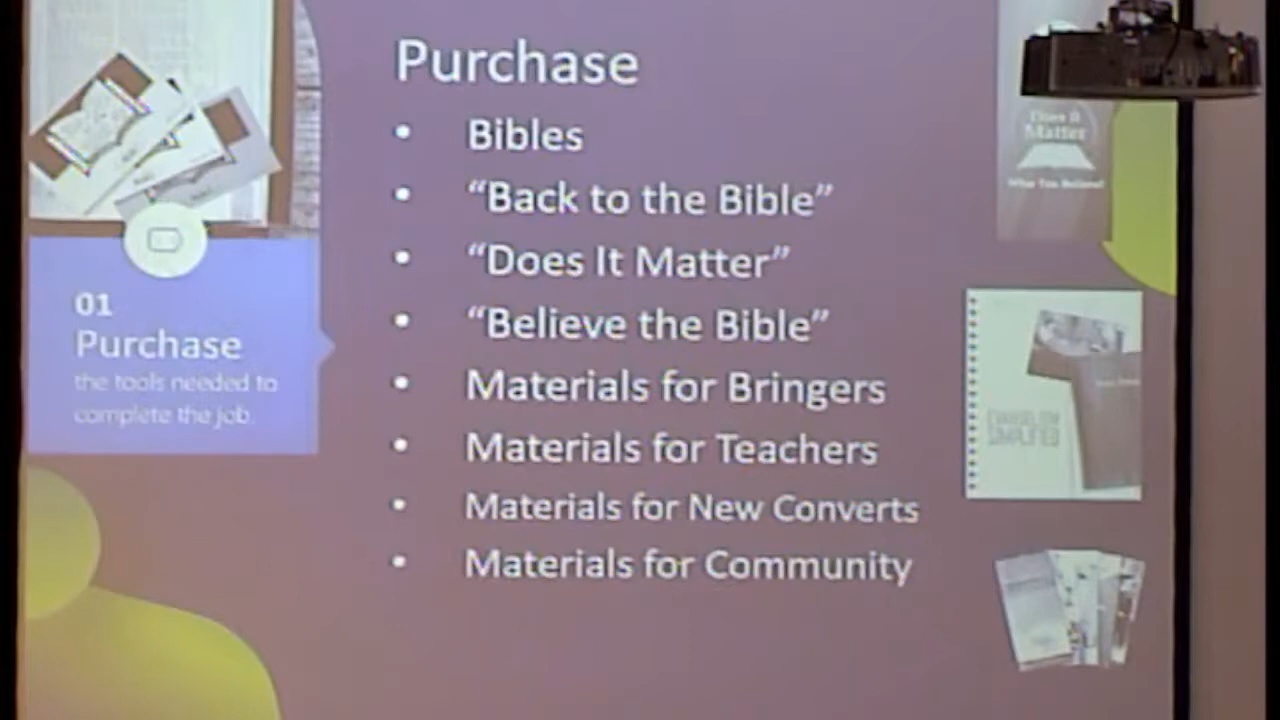 Purchase
• Bibles
• “Back to the Bible”
• “Does It Matter”
• “Believe the Bible”
• Materials for Bringers
• Materials for Teachers
• Materials for New Converts
• Materials for Community
01
Purchase
the tools needed to
complete the job.
Does It
Matter
What You Believe?
EVANGELISM
SIMPLIFIED